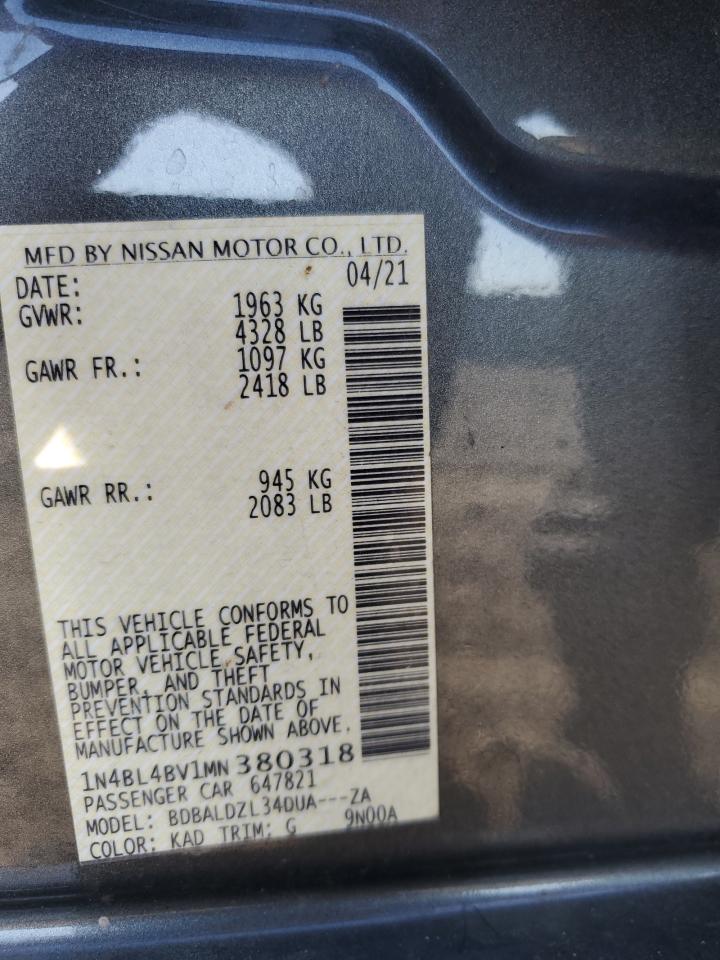 MFD BY NISSAN MOTOR CO., LTD.
DATE: 04/21
GVWR: 1963 KG
4328 LB
GAWR FR.: 1097 KG
2418 LB
GAWR RR.: 945 KG
2083 LB
THIS VEHICLE CONFORMS TO
ALL APPLICABLE FEDERAL
MOTOR VEHICLE SAFETY,
BUMPER, AND THEFT
PREVENTION STANDARDS IN
EFFECT ON THE DATE OF
MANUFACTURE SHOWN ABOVE.
1N4BL4BV1MN380318
PASSENGER CAR 647821
MODEL: BDBALDZL34DUA---ZA
COLOR: KAD TRIM: G 9N00A